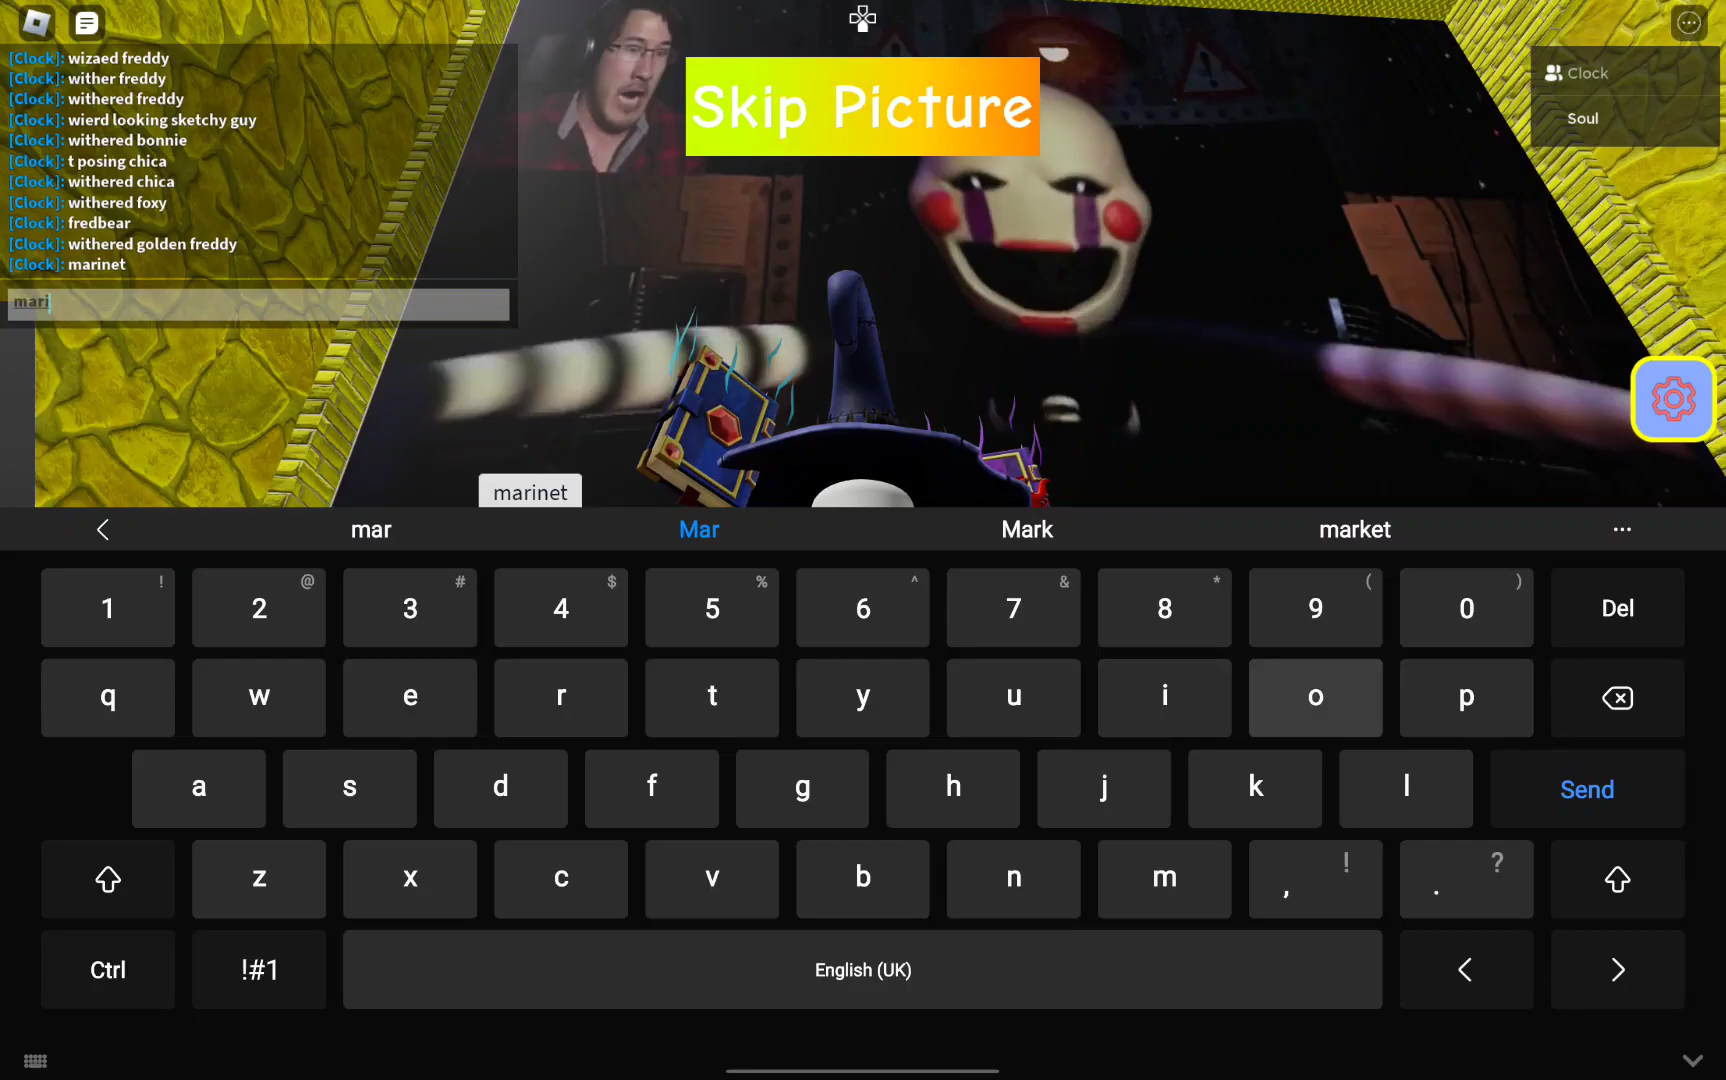 [Clock]: wizaed freddy
[Clock]: wither freddy
[Clock]: withered freddy
[Clock]: wierd looking sketchy guy
[Clock]: withered bonnie
[Clock]: t posing chica
[Clock]: withered chica
[Clock]: withered foxy
[Clock]: fredbear
[Clock]: withered golden freddy
[Clock]: marinet
mari
Skip Picture
Clock
Soul
marinet
mar Mar Mark market ...
! @ # $ % ^ & * ( )
1 2 3 4 5 6 7 8 9 0 Del
q w e r t y u i o p
a s d f g h j k l Send
! ?
z x c v b n m , .
Ctrl !#1 English (UK) < >